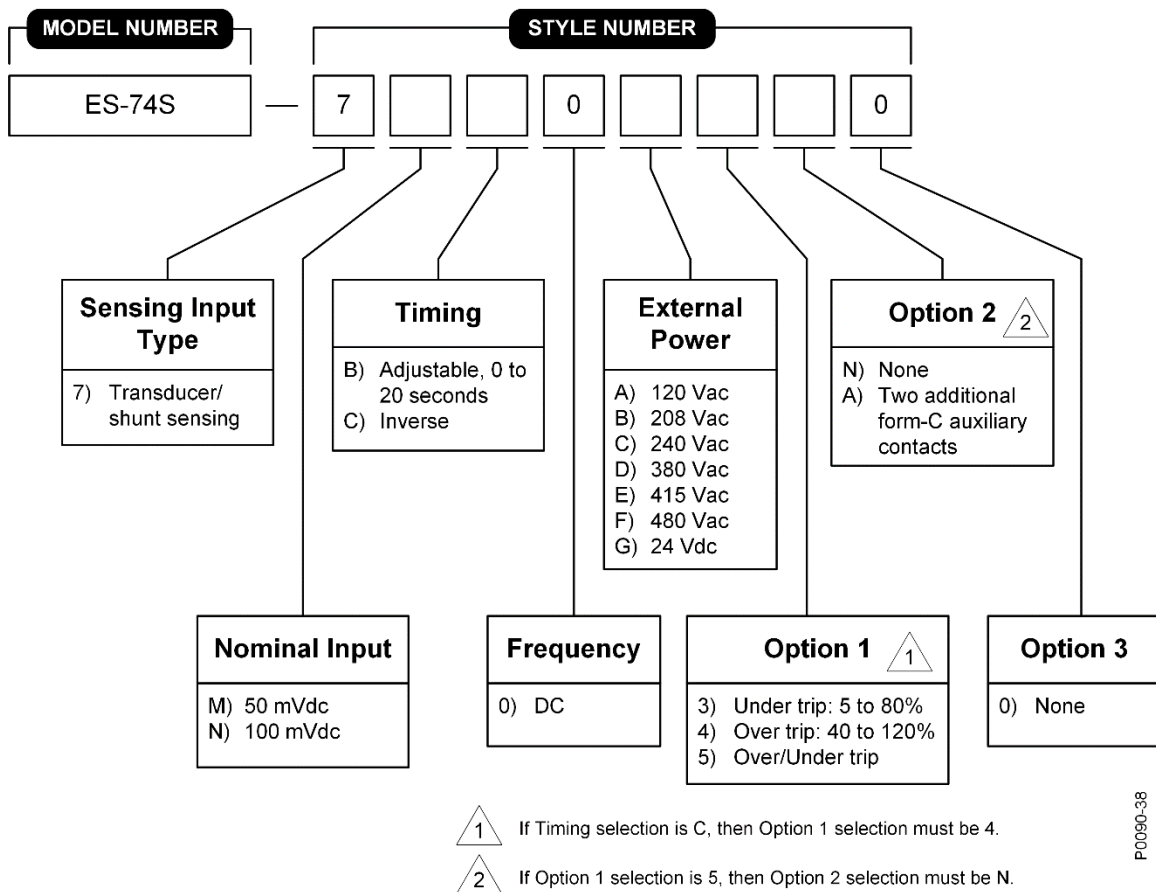 MODEL NUMBER
STYLE NUMBER
ES-74S
7
0
0
Sensing Input
Type
7) Transducer/
shunt sensing
Timing
B) Adjustable, 0 to
20 seconds
C) Inverse
External
Power
A) 120 Vac
B) 208 Vac
C) 240 Vac
D) 380 Vac
E) 415 Vac
F) 480 Vac
G) 24 Vdc
Option 2
2
N) None
A) Two additional
form-C auxiliary
contacts
Nominal Input
M) 50 mVdc
N) 100 mVdc
Frequency
0) DC
Option 1
1
3) Under trip: 5 to 80%
4) Over trip: 40 to 120%
5) Over/Under trip
Option 3
0) None
1 If Timing selection is C, then Option 1 selection must be 4.
2 If Option 1 selection is 5, then Option 2 selection must be N.
P0090-38